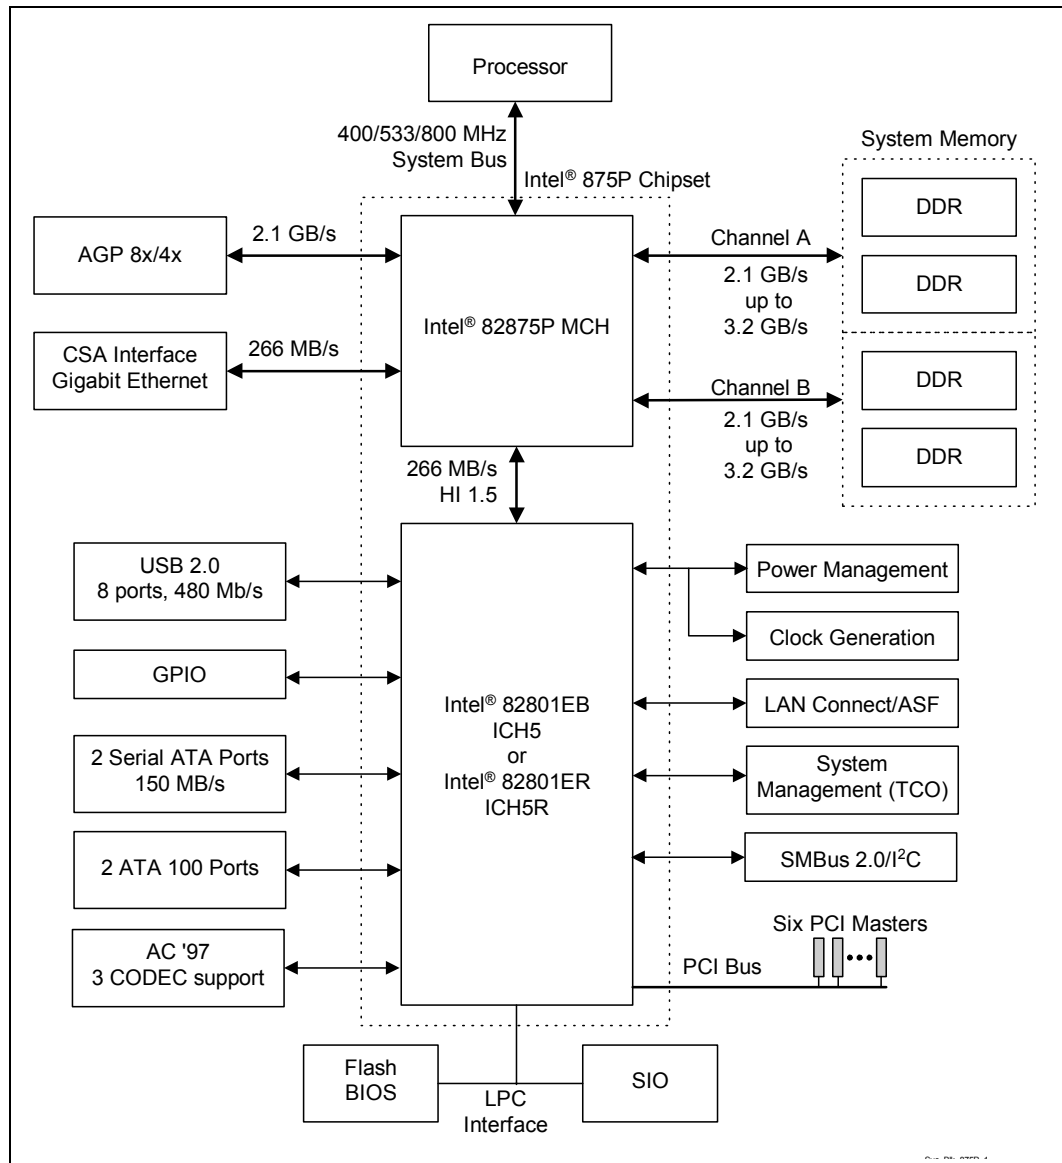 Processor
400/533/800 MHz
System Bus
System Memory
Intel® 875P Chipset
DDR
AGP 8x/4x
2.1 GB/s
Channel A
DDR
2.1 GB/s
up to
3.2 GB/s
Intel® 82875P MCH
CSA Interface
Gigabit Ethernet
266 MB/s
DDR
Channel B
2.1 GB/s
up to
3.2 GB/s
DDR
266 MB/s
HI 1.5
USB 2.0
8 ports, 480 Mb/s
Power Management
Clock Generation
GPIO
Intel® 82801EB
ICH5
or
Intel® 82801ER
ICH5R
LAN Connect/ASF
2 Serial ATA Ports
150 MB/s
System
Management (TCO)
2 ATA 100 Ports
SMBus 2.0/I²C
Six PCI Masters
AC '97
3 CODEC support
PCI Bus
Flash
BIOS
LPC
Interface
SIO